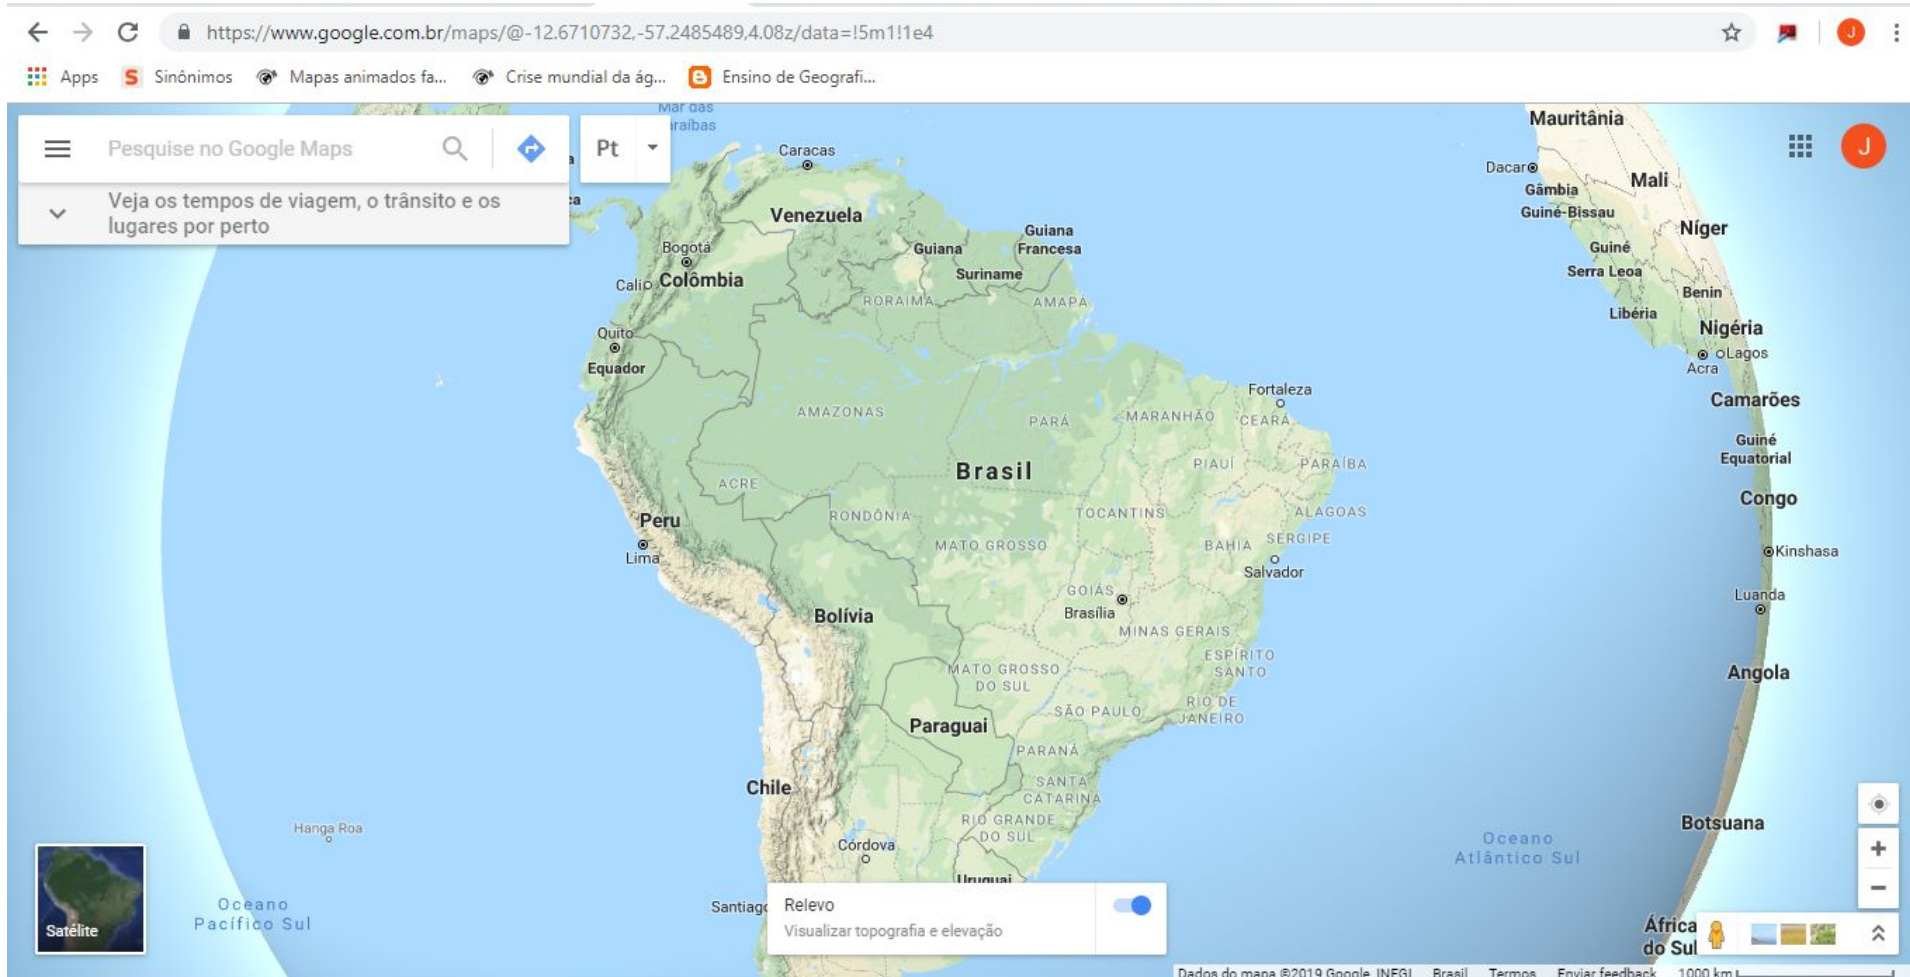 https://www.google.com.br/maps/@-12.6710732,-57.2485489,4.08z/data=!5m1!1e4
J
Apps
S Sinônimos
Mapas animados fa...
Crise mundial da ág...
Ensino de Geografi...
Pesquise no Google Maps
Pt
Veja os tempos de viagem, o trânsito e os
lugares por perto
J
Mar das
Caracas
Venezuela
Bogotá
Colômbia
Cali
Guiana
Suriname
Guiana
Francesa
RORAIMA
AMAPÁ
Quito
Equador
AMAZONAS
PARÁ
MARANHÃO
Fortaleza
CEARÁ
Brasil
PIAUÍ
PARAÍBA
ACRE
Peru
Lima
RONDÔNIA
TOCANTINS
ALAGOAS
MATO GROSSO
BAHIA
SERGIPE
Salvador
GOIÁS
Brasília
Bolívia
MINAS GERAIS
ESPÍRITO
SANTO
MATO GROSSO
DO SUL
RIO DE
JANEIRO
SÃO PAULO
Paraguai
PARANÁ
Chile
SANTA
CATARINA
RIO GRANDE
DO SUL
Córdova
Uruguai
Santiago
Hanga Roa
Oceano
Pacífico Sul
Satélite
Mauritânia
Dacar
Mali
Gâmbia
Guiné-Bissau
Níger
Guiné
Serra Leoa
Benin
Libéria
Nigéria
Lagos
Acra
Camarões
Guiné
Equatorial
Congo
Kinshasa
Luanda
Angola
Botsuana
Oceano
Atlântico Sul
África
do Sul
Relevo
Visualizar topografia e elevação
Dados do mapa ©2019 Google, INEGI Brasil Termos Enviar feedback 1000 km